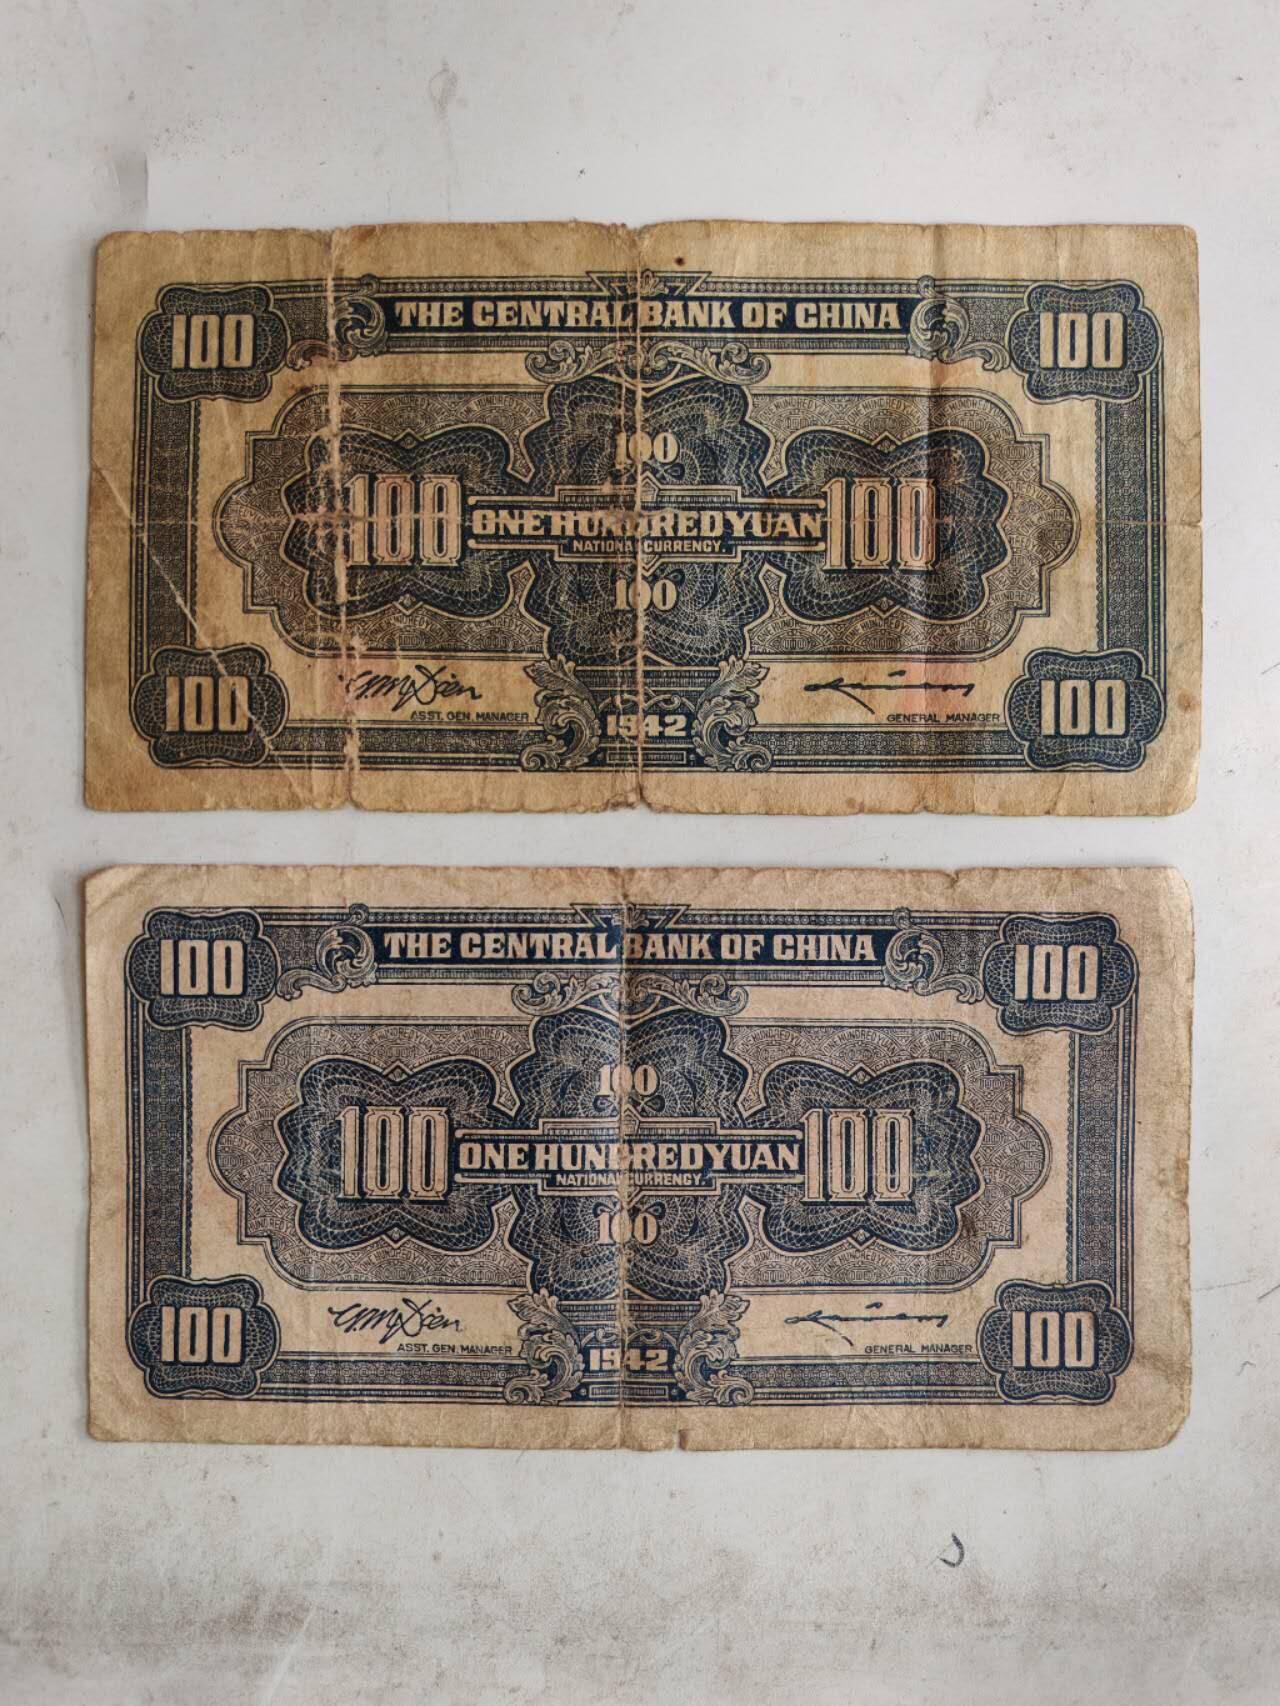 THE CENTRAL BANK OF CHINA
100 100
100
100 ONE HUNDRED YUAN 100
NATIONAL CURRENCY.
100
ASST. GEN. MANAGER GENERAL MANAGER
100 1942 100
THE CENTRAL BANK OF CHINA
100 100
100
100 ONE HUNDRED YUAN 100
NATIONAL CURRENCY.
100
ASST. GEN. MANAGER GENERAL MANAGER
100 1942 100